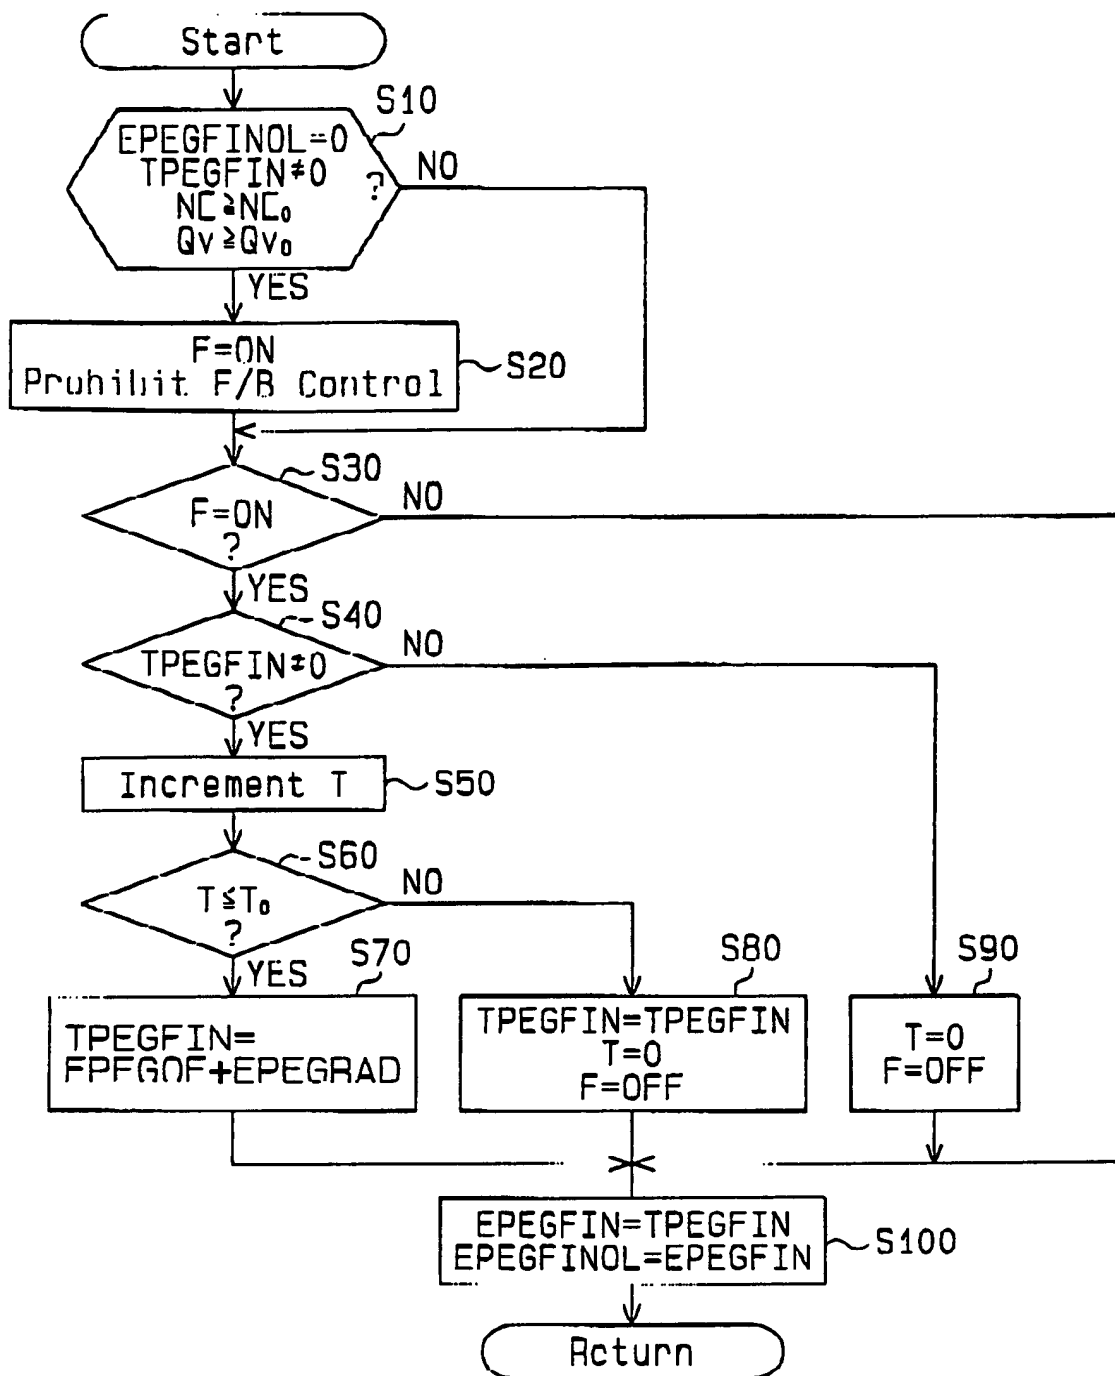 Start
S10
EPEGFINOL=0
TPEGFIN≠0
NC≧NC₀
Qv≧Qv₀
?
NO
YES
F=ON
Prohibit F/B Control
S20
S30
F=ON
?
NO
YES
S40
TPEGFIN≠0
?
NO
YES
Increment T
S50
S60
T≦T₀
?
NO
YES
S70
TPEGFIN=
EPEGOF+EPEGRAD
S80
TPEGFIN=TPEGFIN
T=0
F=OFF
S90
T=0
F=OFF
EPEGFIN=TPEGFIN
EPEGFINOL=EPEGFIN
S100
Return